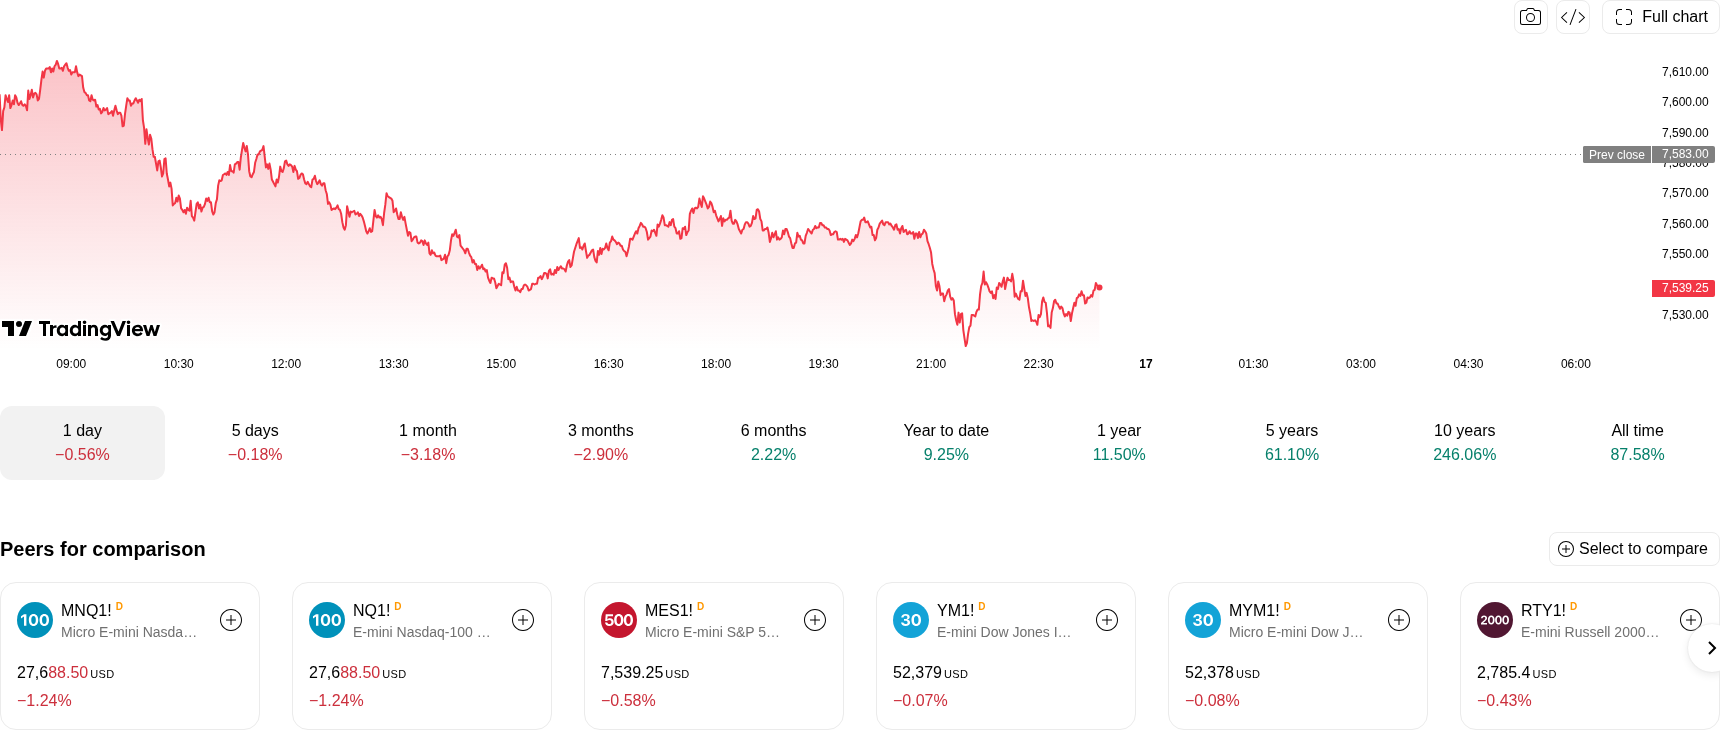 Full chart
7,610.00
7,600.00
7,590.00
Prev close 7,583.00
7,580.00
7,570.00
7,560.00
7,550.00
7,539.25
7,530.00
TradingView
09:00 10:30 12:00 13:30 15:00 16:30 18:00 19:30 21:00 22:30 17 01:30 03:00 04:30 06:00
1 day 5 days 1 month 3 months 6 months Year to date 1 year 5 years 10 years All time
−0.56% −0.18% −3.18% −2.90% 2.22% 9.25% 11.50% 61.10% 246.06% 87.58%
Peers for comparison
Select to compare
100 MNQ1! D
Micro E-mini Nasda…
27,688.50 USD
−1.24%
100 NQ1! D
E-mini Nasdaq-100 …
27,688.50 USD
−1.24%
500 MES1! D
Micro E-mini S&P 5…
7,539.25 USD
−0.58%
30 YM1! D
E-mini Dow Jones I…
52,379 USD
−0.07%
30 MYM1! D
Micro E-mini Dow J…
52,378 USD
−0.08%
2000 RTY1! D
E-mini Russell 2000…
2,785.4 USD
−0.43%